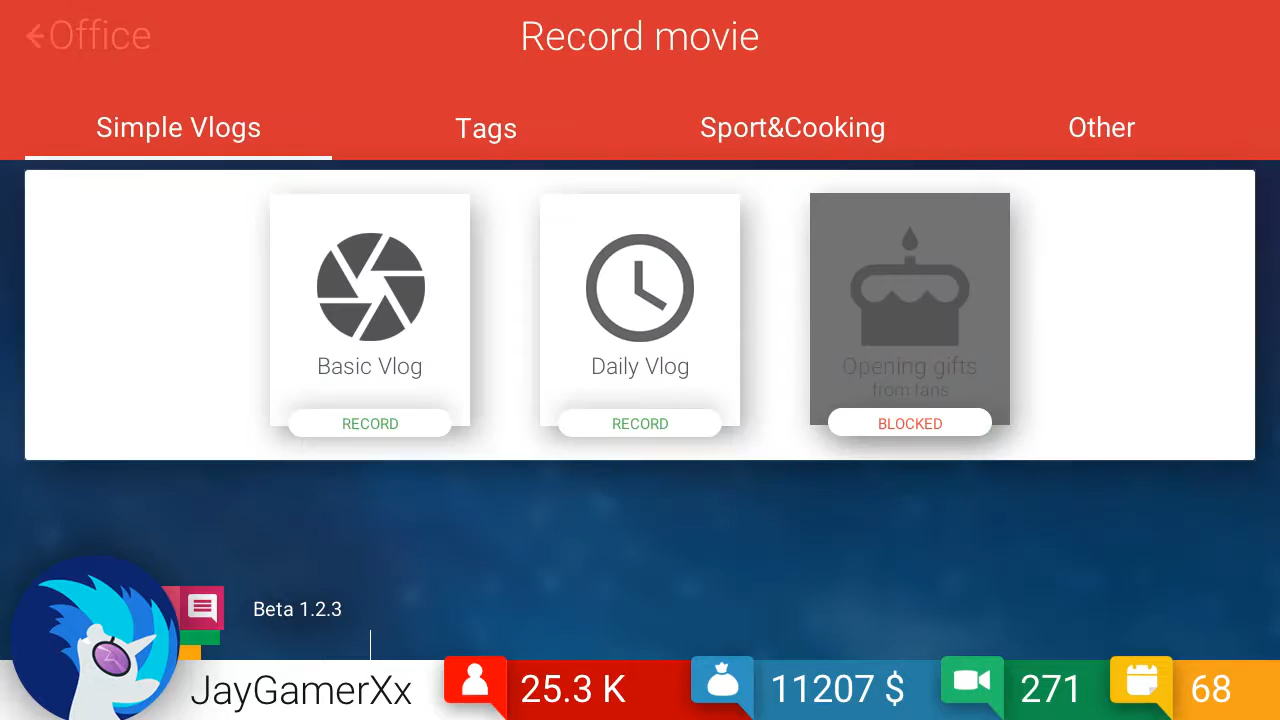 Office
Record movie
Simple Vlogs
Tags
Sport&Cooking
Other
Basic Vlog
RECORD
Daily Vlog
RECORD
Opening gifts
from fans
BLOCKED
Beta 1.2.3
JayGamerXx
25.3 K
11207 $
271
68